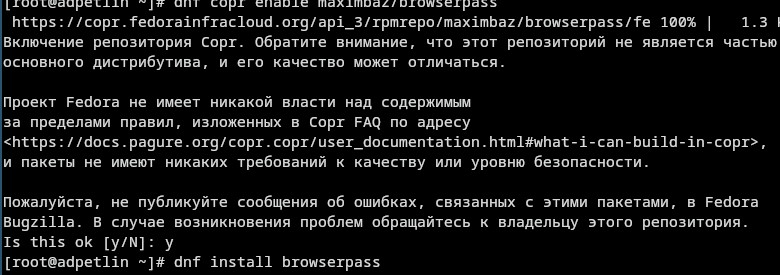 [root@adpetlin ~]# dnf copr enable maximbaz/browserpass
https://copr.fedorainfracloud.org/api_3/rpmrepo/maximbaz/browserpass/fe 100% |   1.3
Включение репозитория Copr. Обратите внимание, что этот репозиторий не является частью
основного дистрибутива, и его качество может отличаться.
Проект Fedora не имеет никакой власти над содержимым
за пределами правил, изложенных в Copr FAQ по адресу
<https://docs.pagure.org/copr.copr/user_documentation.html#what-i-can-build-in-copr>,
и пакеты не имеют никаких требований к качеству или уровню безопасности.
Пожалуйста, не публикуйте сообщения об ошибках, связанных с этими пакетами, в Fedora
Bugzilla. В случае возникновения проблем обращайтесь к владельцу этого репозитория.
Is this ok [y/N]: y
[root@adpetlin ~]# dnf install browserpass